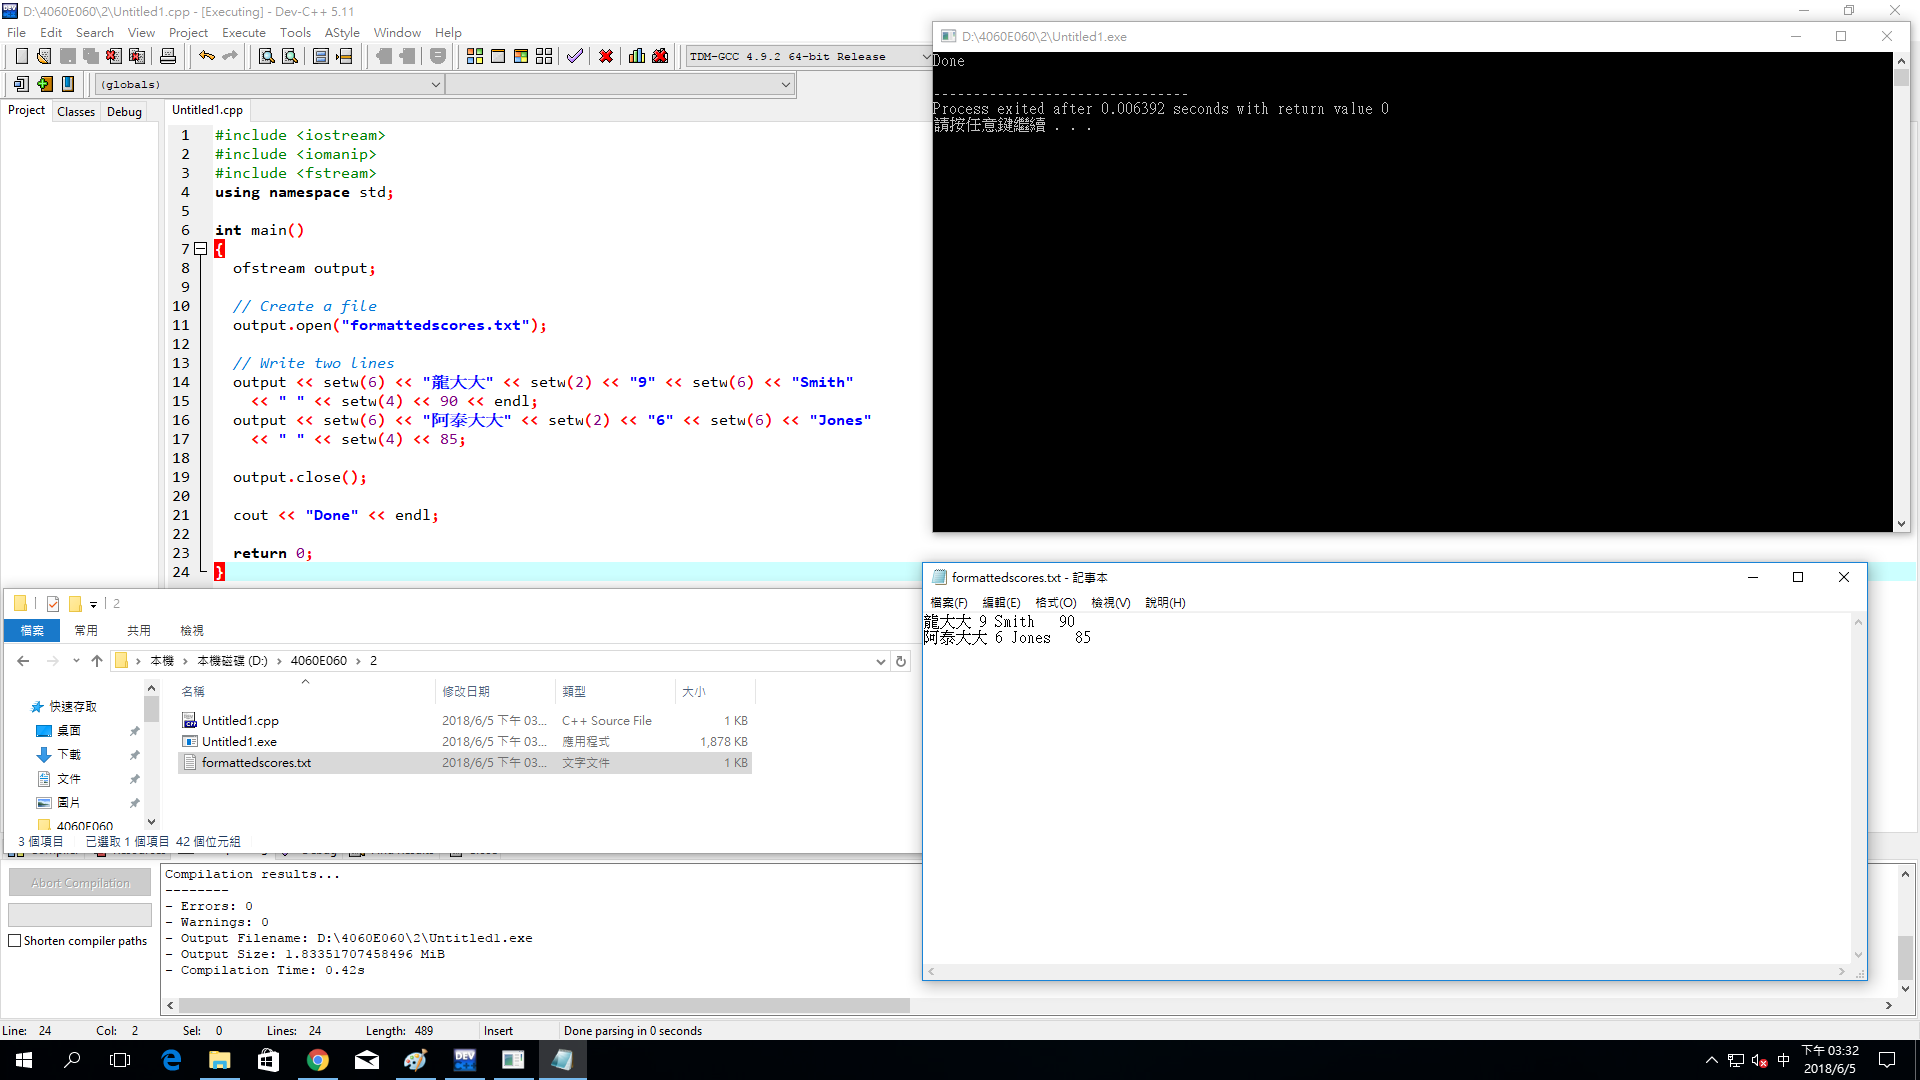 D:\4060E060\2\Untitled1.cpp - [Executing] - Dev-C++ 5.11
File Edit Search View Project Execute Tools AStyle Window Help
TDM-GCC 4.9.2 64-bit Release
(globals)
Project Classes Debug
Untitled1.cpp
1 #include <iostream>
2 #include <iomanip>
3 #include <fstream>
4 using namespace std;
5
6 int main()
7 {
8 ofstream output;
9
10 // Create a file
11 output.open("formattedscores.txt");
12
13 // Write two lines
14 output << setw(6) << "龍大大" << setw(2) << "9" << setw(6) << "Smith"
15 << " " << setw(4) << 90 << endl;
16 output << setw(6) << "阿泰大大" << setw(2) << "6" << setw(6) << "Jones"
17 << " " << setw(4) << 85;
18
19 output.close();
20
21 cout << "Done" << endl;
22
23 return 0;
24 }
D:\4060E060\2\Untitled1.exe
Done
--------------------------------
Process exited after 0.006392 seconds with return value 0
請按任意鍵繼續 . . .
2
檔案 常用 共用 檢視
本機 › 本機磁碟 (D:) › 4060E060 › 2
快速存取
桌面
下載
文件
圖片
4060E060
名稱 修改日期 類型 大小
Untitled1.cpp 2018/6/5 下午 03... C++ Source File 1 KB
Untitled1.exe 2018/6/5 下午 03... 應用程式 1,878 KB
formattedscores.txt 2018/6/5 下午 03... 文字文件 1 KB
3 個項目 已選取 1 個項目 42 個位元組
formattedscores.txt - 記事本
檔案(F) 編輯(E) 格式(O) 檢視(V) 說明(H)
龍大大 9 Smith   90
阿泰大大 6 Jones   85
Abort Compilation
Shorten compiler paths
Compilation results...
--------
- Errors: 0
- Warnings: 0
- Output Filename: D:\4060E060\2\Untitled1.exe
- Output Size: 1.83351707458496 MiB
- Compilation Time: 0.42s
Line: 24 Col: 2 Sel: 0 Lines: 24 Length: 489 Insert Done parsing in 0 seconds
DEV C++
中
下午 03:32
2018/6/5